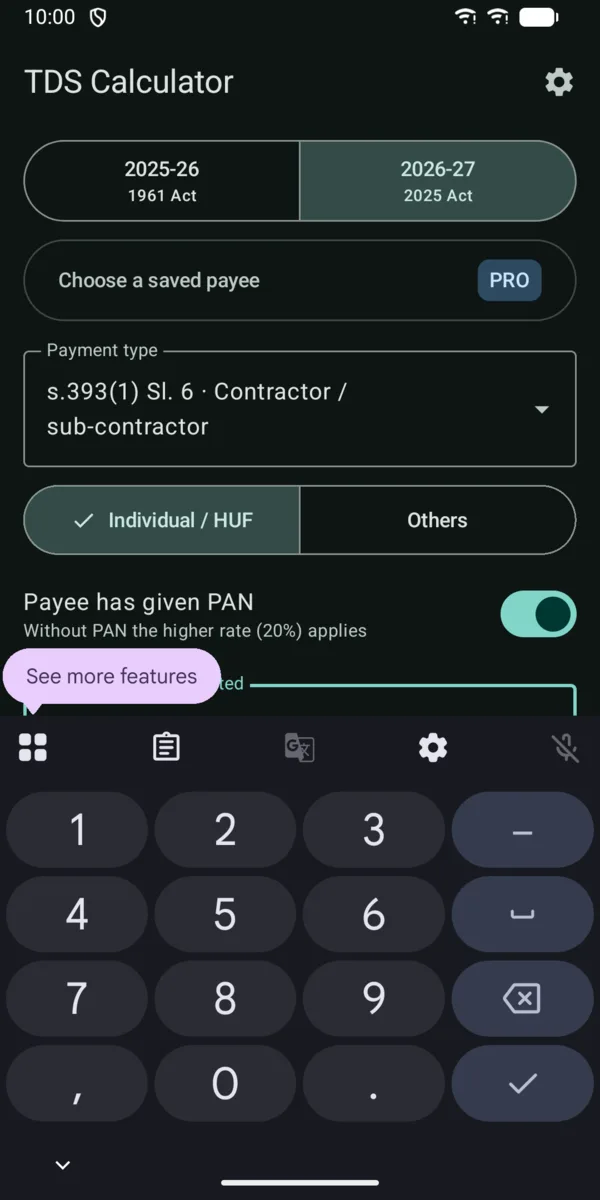 10:00
TDS Calculator
2025-26
1961 Act
2026-27
2025 Act
Choose a saved payee
PRO
Payment type
s.393(1) Sl. 6 · Contractor /
sub-contractor
Individual / HUF
Others
Payee has given PAN
Without PAN the higher rate (20%) applies
See more features
1
2
3
–
4
5
6
7
8
9
,
0
.